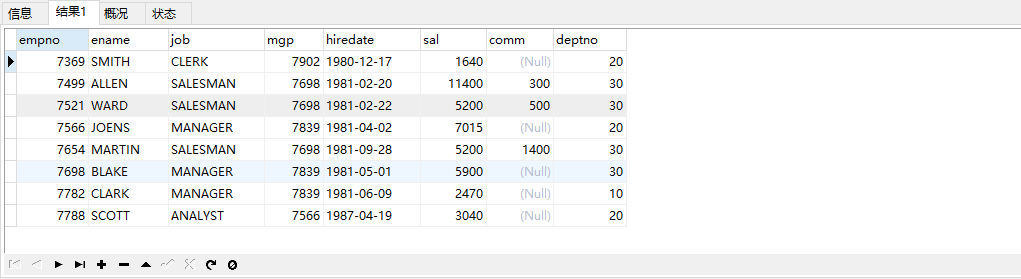 信息 结果1 概况 状态
empno ename job mgp hiredate sal comm deptno
7369 SMITH CLERK 7902 1980-12-17 1640 (Null) 20
7499 ALLEN SALESMAN 7698 1981-02-20 11400 300 30
7521 WARD SALESMAN 7698 1981-02-22 5200 500 30
7566 JOENS MANAGER 7839 1981-04-02 7015 (Null) 20
7654 MARTIN SALESMAN 7698 1981-09-28 5200 1400 30
7698 BLAKE MANAGER 7839 1981-05-01 5900 (Null) 30
7782 CLARK MANAGER 7839 1981-06-09 2470 (Null) 10
7788 SCOTT ANALYST 7566 1987-04-19 3040 (Null) 20